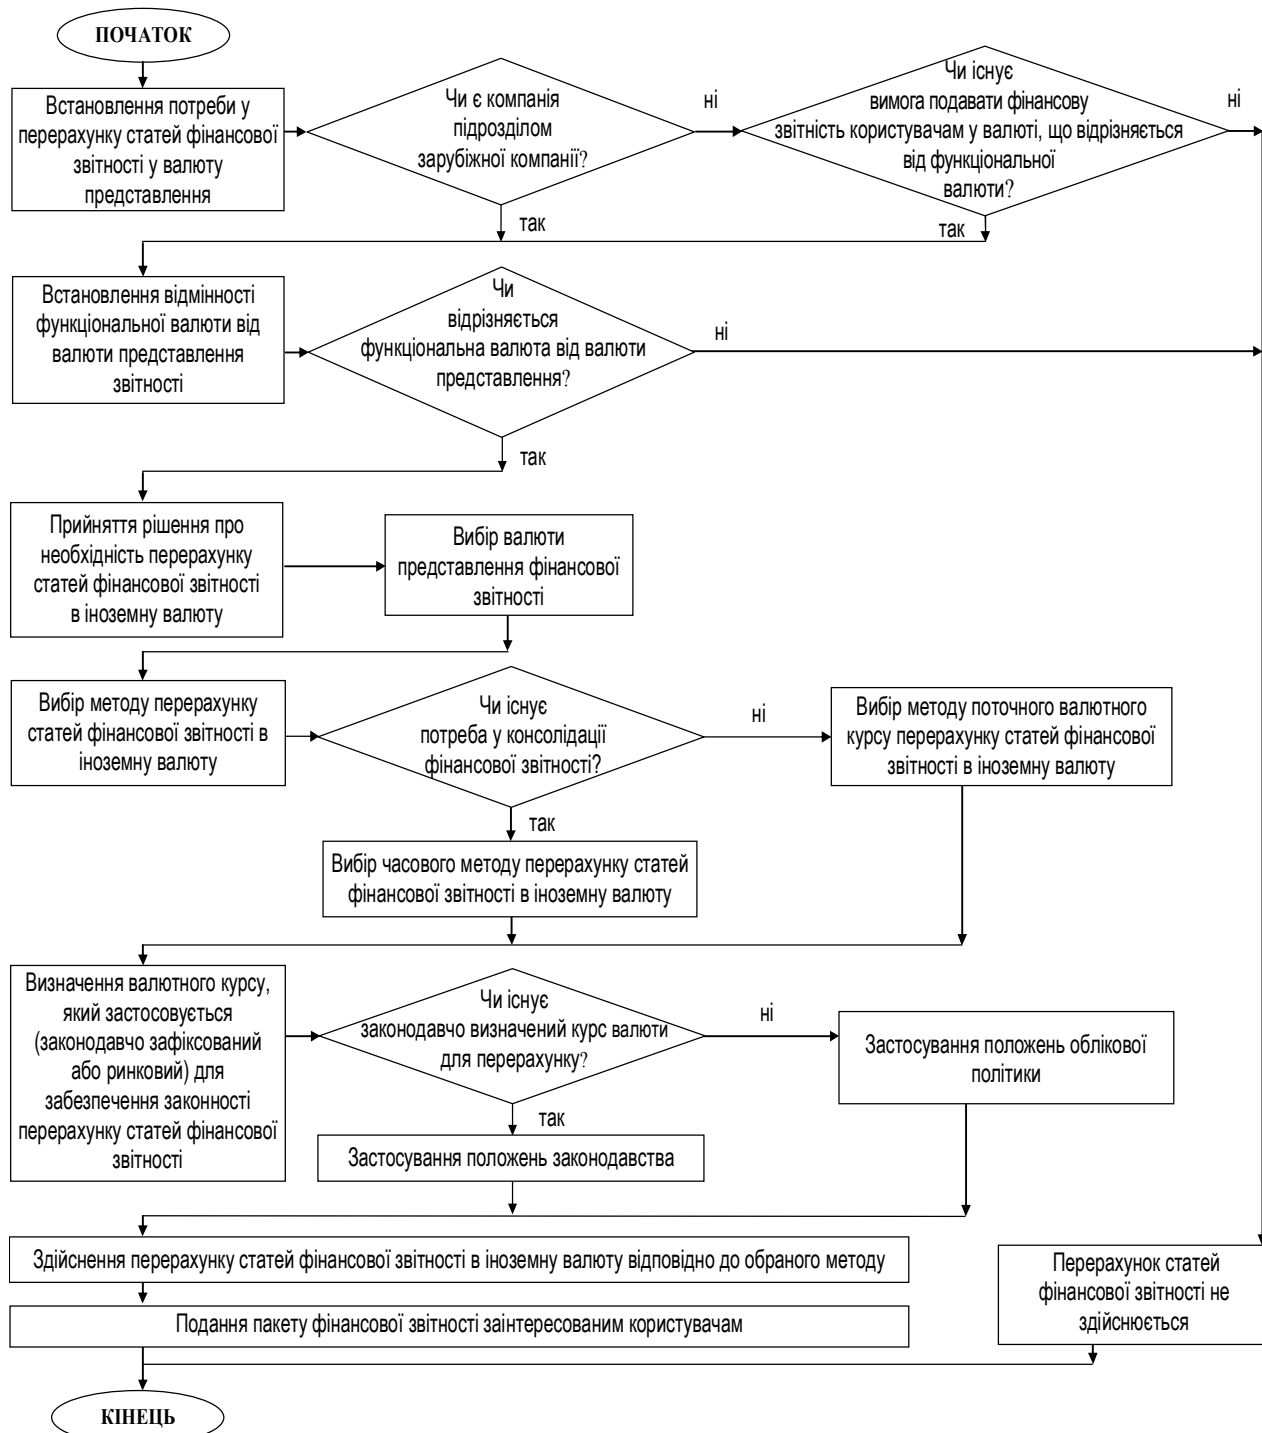 ПОЧАТОК
Встановлення потреби у
перерахунку статей фінансової
звітності у валюту
представлення
Чи є компанія
підрозділом
зарубіжної компанії?
ні
Чи існує
вимога подавати фінансову
звітність користувачам у валюті, що відрізняється
від функціональної
валюти?
ні
так
так
Встановлення відмінності
функціональної валюти від
валюти представлення
звітності
Чи
відрізняється
функціональна валюта від валюти
представлення?
ні
так
Прийняття рішення про
необхідність перерахунку
статей фінансової звітності
в іноземну валюту
Вибір валюти
представлення фінансової
звітності
Вибір методу перерахунку
статей фінансової звітності в
іноземну валюту
Чи існує
потреба у консолідації
фінансової звітності?
ні
Вибір методу поточного валютного
курсу перерахунку статей фінансової
звітності в іноземну валюту
так
Вибір часового методу перерахунку статей
фінансової звітності в іноземну валюту
Визначення валютного курсу,
який застосовується
(законодавчо зафіксований
або ринковий) для
забезпечення законності
перерахунку статей фінансової
звітності
Чи існує
законодавчо визначений курс валюти
для перерахунку?
ні
Застосування положень облікової
політики
так
Застосування положень законодавства
Здійснення перерахунку статей фінансової звітності в іноземну валюту відповідно до обраного методу
Перерахунок статей
фінансової звітності не
здійснюється
Подання пакету фінансової звітності заінтересованим користувачам
КІНЕЦЬ